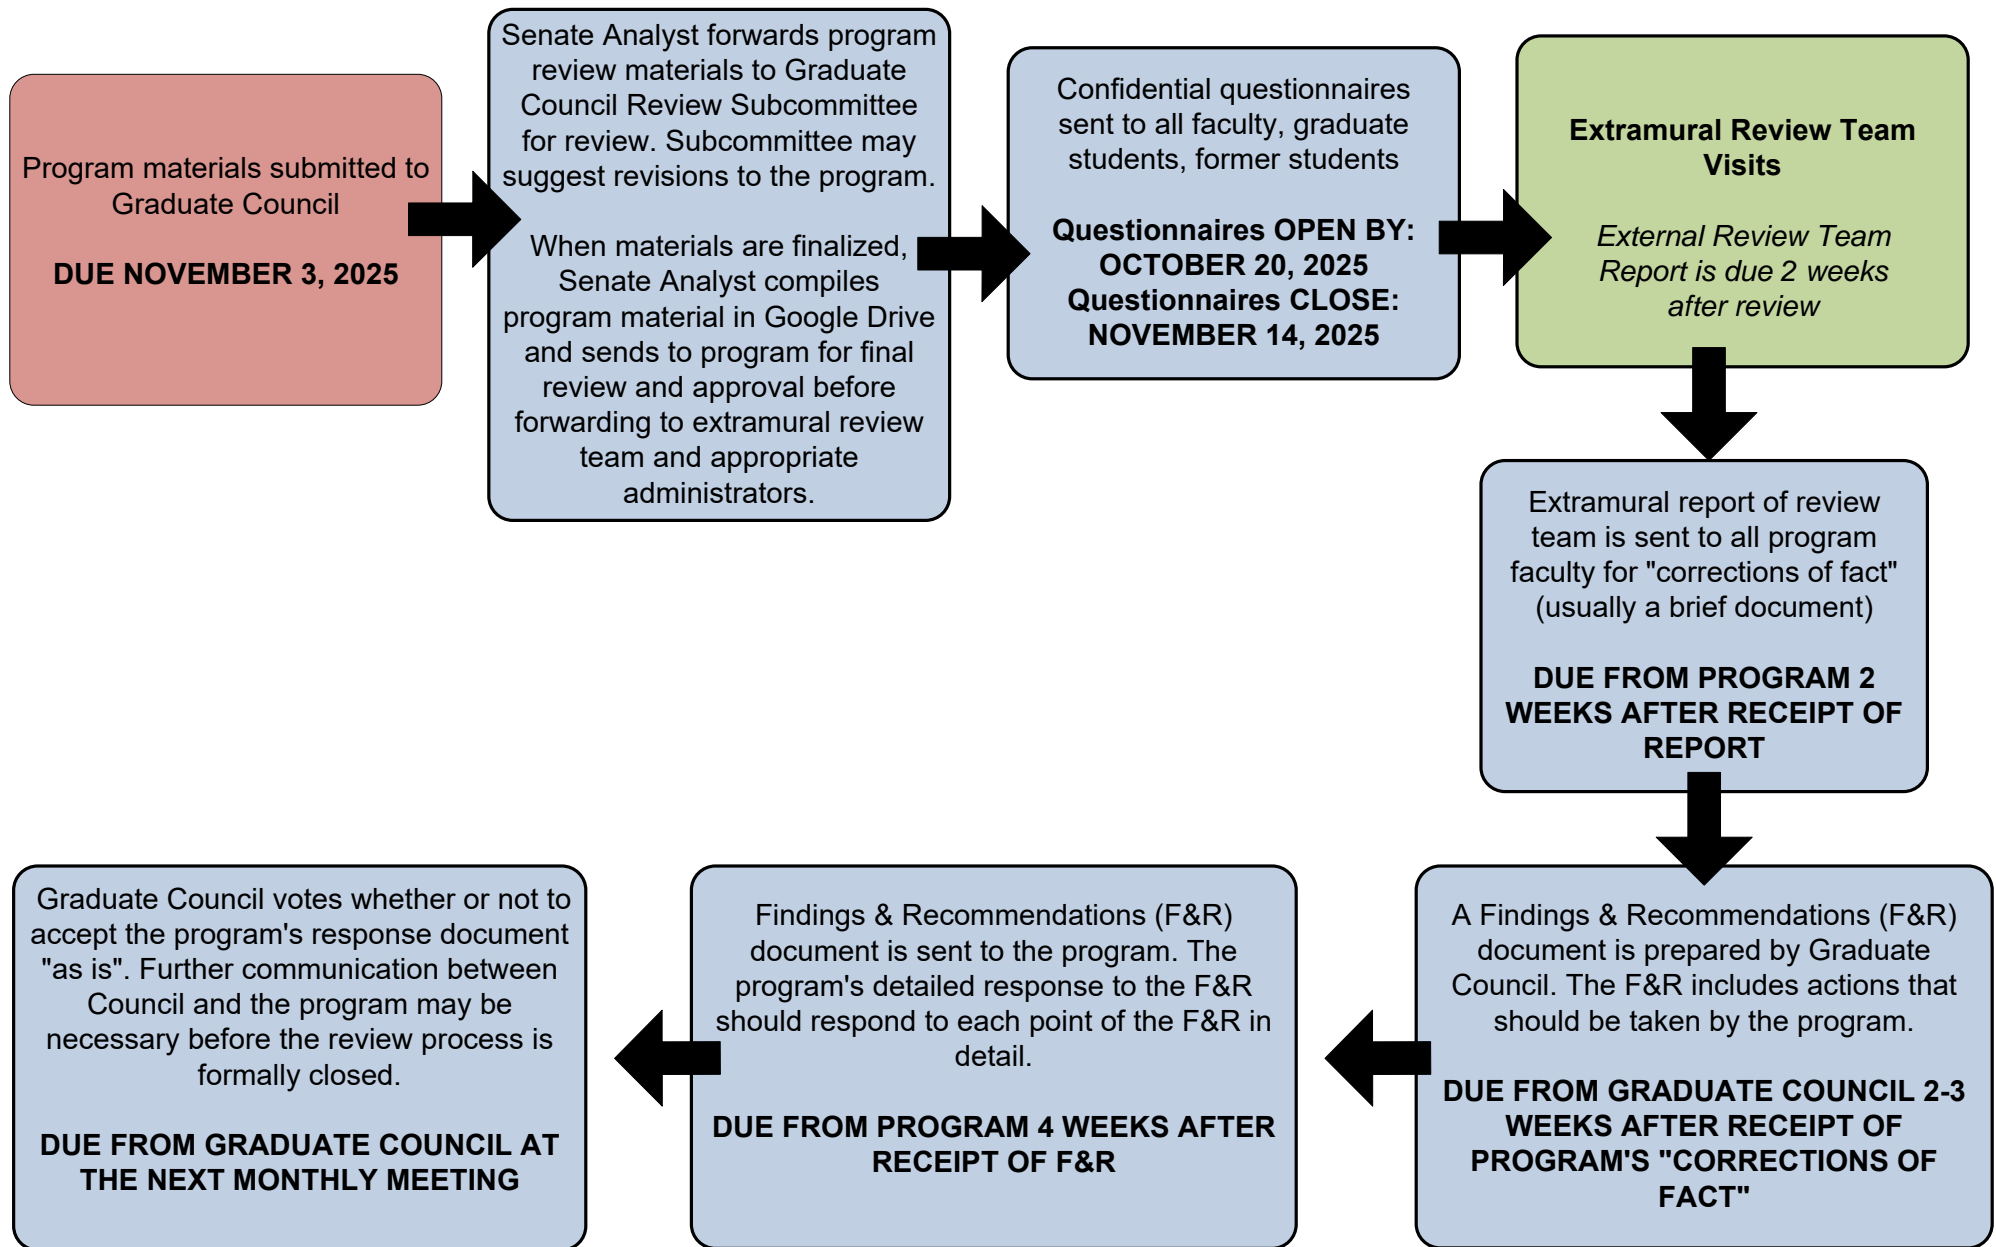 Program materials submitted to
Graduate Council
DUE NOVEMBER 3, 2025
Senate Analyst forwards program
review materials to Graduate
Council Review Subcommittee
for review. Subcommittee may
suggest revisions to the program.
When materials are finalized,
Senate Analyst compiles
program material in Google Drive
and sends to program for final
review and approval before
forwarding to extramural review
team and appropriate
administrators.
Confidential questionnaires
sent to all faculty, graduate
students, former students
Questionnaires OPEN BY:
OCTOBER 20, 2025
Questionnaires CLOSE:
NOVEMBER 14, 2025
Extramural Review Team
Visits
External Review Team
Report is due 2 weeks
after review
Extramural report of review
team is sent to all program
faculty for "corrections of fact"
(usually a brief document)
DUE FROM PROGRAM 2
WEEKS AFTER RECEIPT OF
REPORT
A Findings & Recommendations (F&R)
document is prepared by Graduate
Council. The F&R includes actions that
should be taken by the program.
DUE FROM GRADUATE COUNCIL 2-3
WEEKS AFTER RECEIPT OF
PROGRAM'S "CORRECTIONS OF
FACT"
Findings & Recommendations (F&R)
document is sent to the program. The
program's detailed response to the F&R
should respond to each point of the F&R in
detail.
DUE FROM PROGRAM 4 WEEKS AFTER
RECEIPT OF F&R
Graduate Council votes whether or not to
accept the program's response document
"as is". Further communication between
Council and the program may be
necessary before the review process is
formally closed.
DUE FROM GRADUATE COUNCIL AT
THE NEXT MONTHLY MEETING